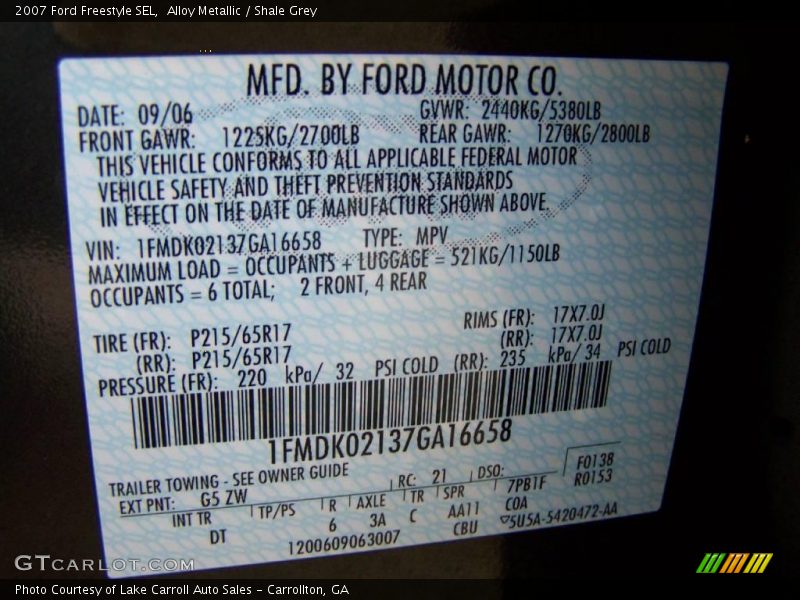 2007 Ford Freestyle SEL,  Alloy Metallic / Shale Grey
MFD. BY FORD MOTOR CO.
DATE: 09/06 GVWR: 2440KG/5380LB
FRONT GAWR: 1225KG/2700LB REAR GAWR: 1270KG/2800LB
THIS VEHICLE CONFORMS TO ALL APPLICABLE FEDERAL MOTOR
VEHICLE SAFETY AND THEFT PREVENTION STANDARDS
IN EFFECT ON THE DATE OF MANUFACTURE SHOWN ABOVE.
VIN: 1FMDK02137GA16658 TYPE: MPV
MAXIMUM LOAD = OCCUPANTS + LUGGAGE = 521KG/1150LB
OCCUPANTS = 6 TOTAL; 2 FRONT, 4 REAR
TIRE (FR): P215/65R17 RIMS (FR): 17X7.0J
(RR): P215/65R17 (RR): 17X7.0J
PRESSURE (FR): 220 kPa/ 32 PSI COLD (RR): 235 kPa/ 34 PSI COLD
1FMDK02137GA16658
TRAILER TOWING - SEE OWNER GUIDE
EXT PNT: G5 ZW RC: 21 DSO: F0138
INT TR TP/PS R AXLE TR SPR 7PB1F R0153
DT 6 3A C AA11 COA
1200609063007 CBU 5U5A-5420472-AA
GTCARLOT.COM
Photo Courtesy of Lake Carroll Auto Sales - Carrollton, GA